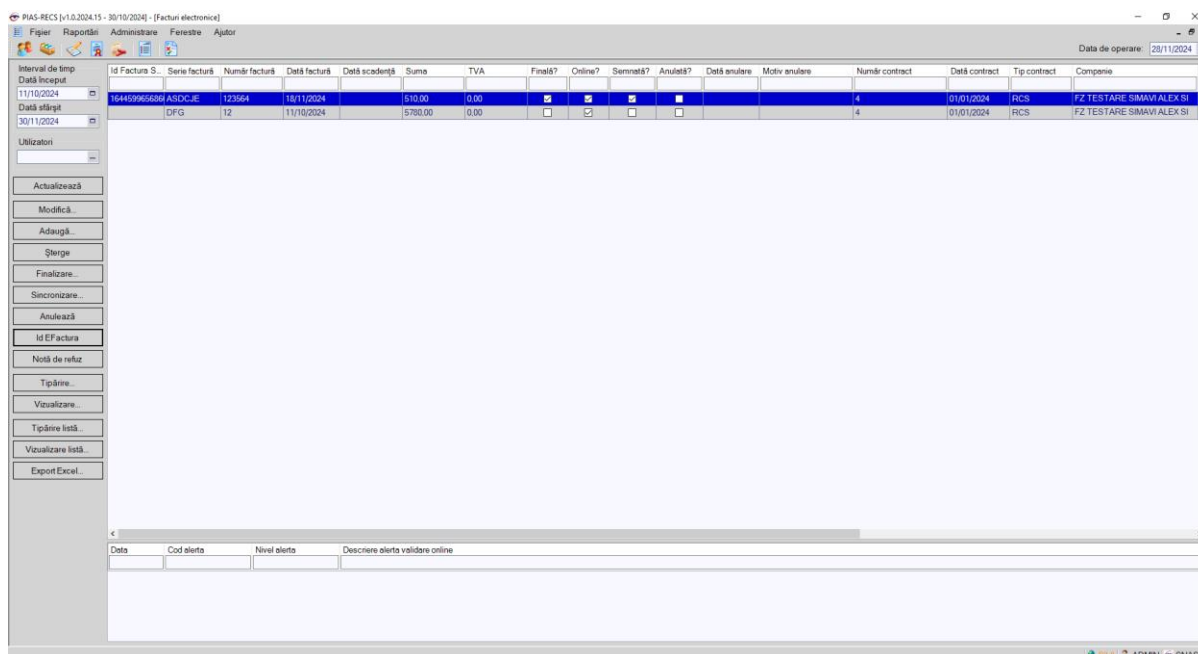 PIAS-RECS [v1.0.2024.15 - 30/10/2024] - [Facturi electronice]
Fișier Raportări Administrare Ferestre Ajutor
Data de operare: 28/11/2024
Interval de timp
Dată început
11/10/2024
Dată sfârșit
30/11/2024
Utilizatori
...
Actualizează
Modifică...
Adaugă...
Șterge
Finalizare...
Sincronizare...
Anulează
Id EFactura
Notă de refuz
Tipărire...
Vizualizare...
Tipărire listă...
Vizualizare listă...
Export Excel...
Id Factura S... Serie factură Număr factură Dată factură Dată scadență Suma TVA Finală? Online? Semnată? Anulată? Dată anulare Motiv anulare Număr contract Dată contract Tip contract Companie
164459965686 ASDCJE 123564 18/11/2024 510,00 0,00 4 01/01/2024 RCS FZ TESTARE SIMAVI ALEX SI
DFG 12 11/10/2024 5780,00 0,00 4 01/01/2024 RCS FZ TESTARE SIMAVI ALEX SI
Data Cod alerta Nivel alerta Descriere alerta validare online